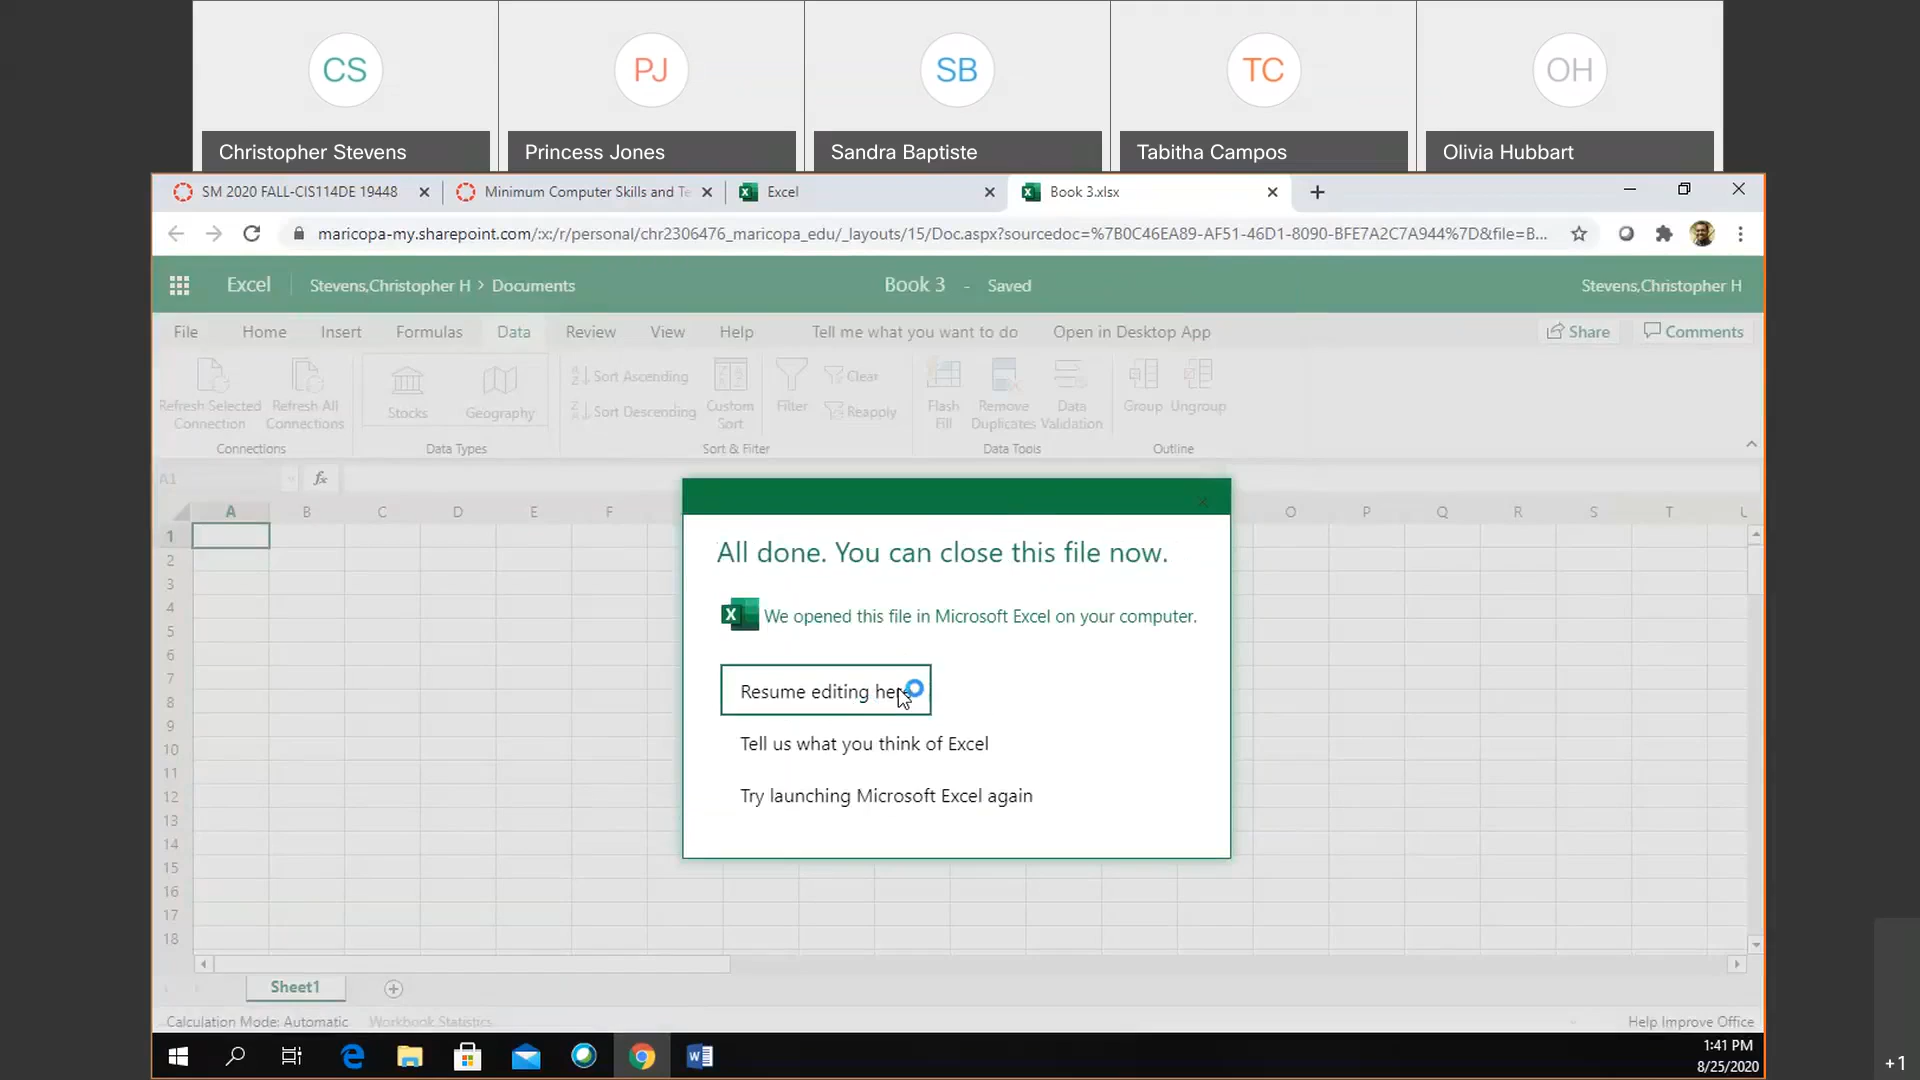 CS
PJ
SB
TC
OH
Christopher Stevens
Princess Jones
Sandra Baptiste
Tabitha Campos
Olivia Hubbart
SM 2020 FALL-CIS114DE 19448
Minimum Computer Skills and Te
Excel
Book 3.xlsx
maricopa-my.sharepoint.com/:x:/r/personal/chr2306476_maricopa_edu/_layouts/15/Doc.aspx?sourcedoc=%7B0C46EA89-AF51-46D1-8090-BFE7A2C7A944%7D&file=B...
Excel Stevens,Christopher H > Documents Book 3 - Saved Stevens,Christopher H
File Home Insert Formulas Data Review View Help Tell me what you want to do Open in Desktop App Share Comments
Refresh Selected Connection
Refresh All Connections
Connections
Stocks
Geography
Data Types
Sort Ascending
Sort Descending
Custom Sort
Filter
Clear
Reapply
Sort & Filter
Flash Fill
Remove Duplicates
Data Validation
Data Tools
Group
Ungroup
Outline
A1 fx
A B C D E F O P Q R S T U
1
2
3
4
5
6
7
8
9
10
11
12
13
14
15
16
17
18
All done. You can close this file now.
We opened this file in Microsoft Excel on your computer.
Resume editing here
Tell us what you think of Excel
Try launching Microsoft Excel again
Sheet1
Calculation Mode: Automatic Workbook Statistics Help Improve Office
1:41 PM
8/25/2020
+1